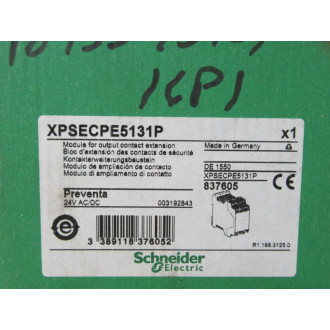 1KP1
XPSECPE5131P x1
Module for output contact extension Made in Germany
Bloc d'extension des contacts de sécurité
Kontakterweiterungsbaustein
Modulo de ampliación de contacto DE 1550
Modulo di ampliamento di contatto XPSECPE5131P
Preventa 837605
24V AC/DC 003192843
3 389118 376052
Schneider
Electric
R1.188.3125.0